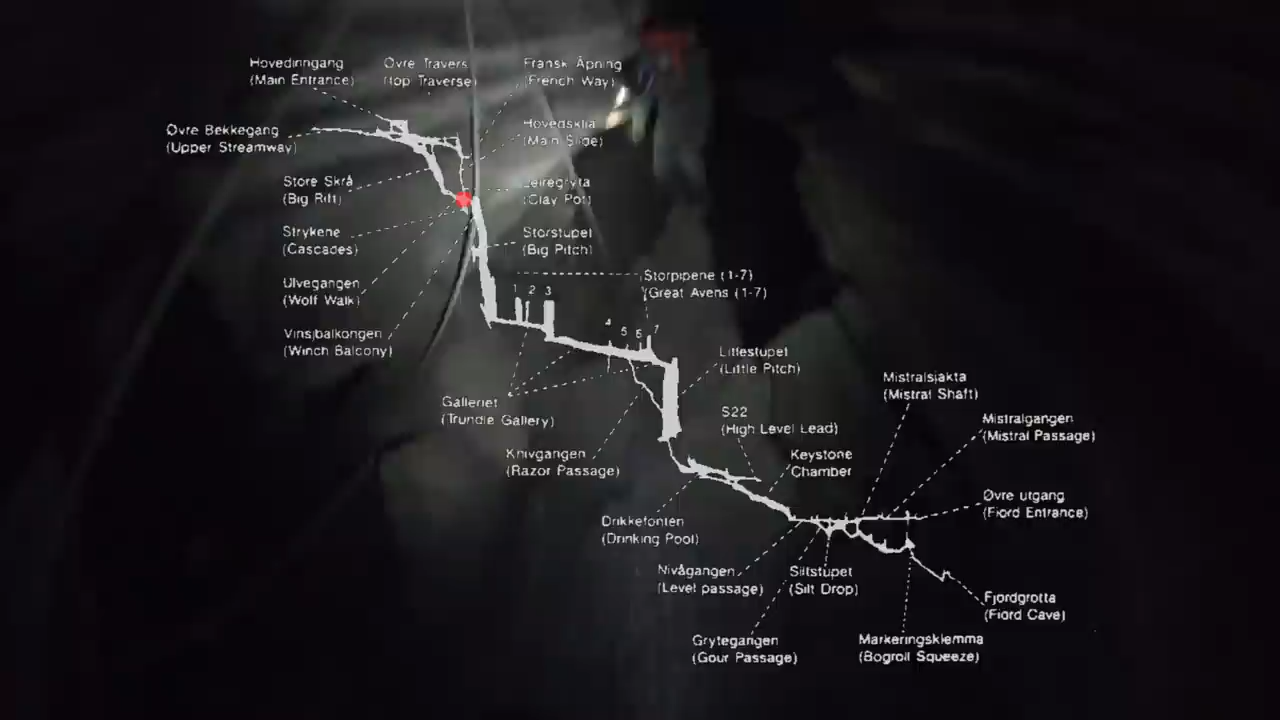 Hovedinngang
(Main Entrance)
Øvre Travers
(Top Traverse)
Fransk Åpning
(French Way)
Øvre Bekkegang
(Upper Streamway)
Hovedsklia
(Main Slide)
Store Skrå
(Big Rift)
Leiregryta
(Clay Pot)
Strykene
(Cascades)
Storstupet
(Big Pitch)
Ulvegangen
(Wolf Walk)
Storpipene (1-7)
(Great Avens (1-7)
1 2 3
4 5 6 7
Vinsjbalkongen
(Winch Balcony)
Littlestupet
(Little Pitch)
Galleriet
(Trundle Gallery)
Mistralsjakta
(Mistral Shaft)
S22
(High Level Lead)
Mistralgangen
(Mistral Passage)
Knivgangen
(Razor Passage)
Keystone
Chamber
Øvre utgang
(Fjord Entrance)
Drikkefonten
(Drinking Pool)
Nivågangen
(Level passage)
Siltstupet
(Silt Drop)
Fjordgrotta
(Fjord Cave)
Grytegangen
(Gour Passage)
Markeringsklemma
(Bogroll Squeeze)